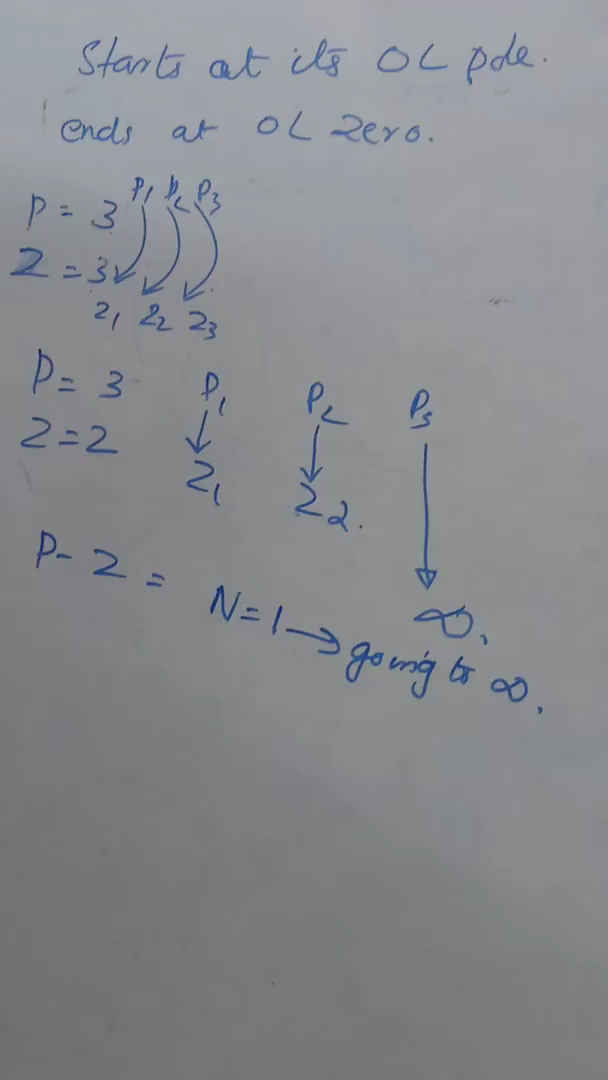 Starts at its OL pole.
ends at OL Zero.
P = 3 P1 P2 P3
Z = 3
Z1 Z2 Z3
P = 3 P1 P2 P3
Z = 2
Z1 Z2.
P - Z =
N = 1 → going to ∞.
∞.